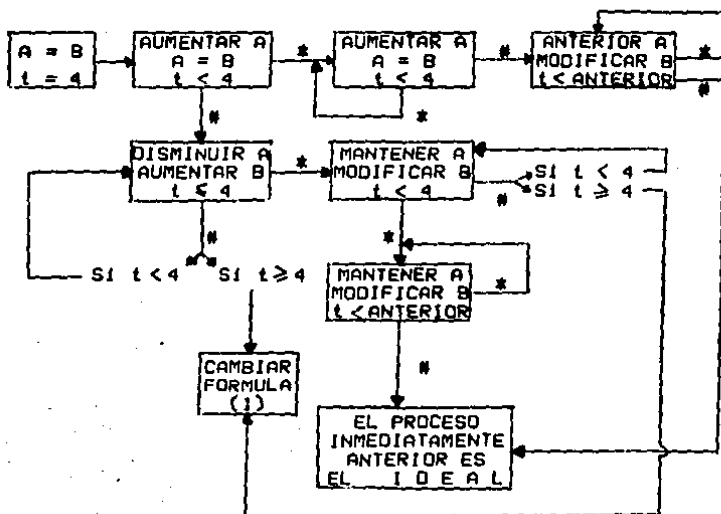 A = B
t = 4
AUMENTAR A
A = B
t < 4
*
AUMENTAR A
A = B
t < 4
*
#
ANTERIOR A
MODIFICAR B
t < ANTERIOR
*
#
#
DISMINUIR A
AUMENTAR B
t ≤ 4
*
MANTENER A
MODIFICAR B
t < 4
#
Si t < 4
Si t ≥ 4
#
Si t < 4
Si t ≥ 4
*
MANTENER A
MODIFICAR B
t < ANTERIOR
*
#
CAMBIAR
FORMULA
(1)
EL PROCESO
INMEDIATAMENTE
ANTERIOR ES
EL I D E A L